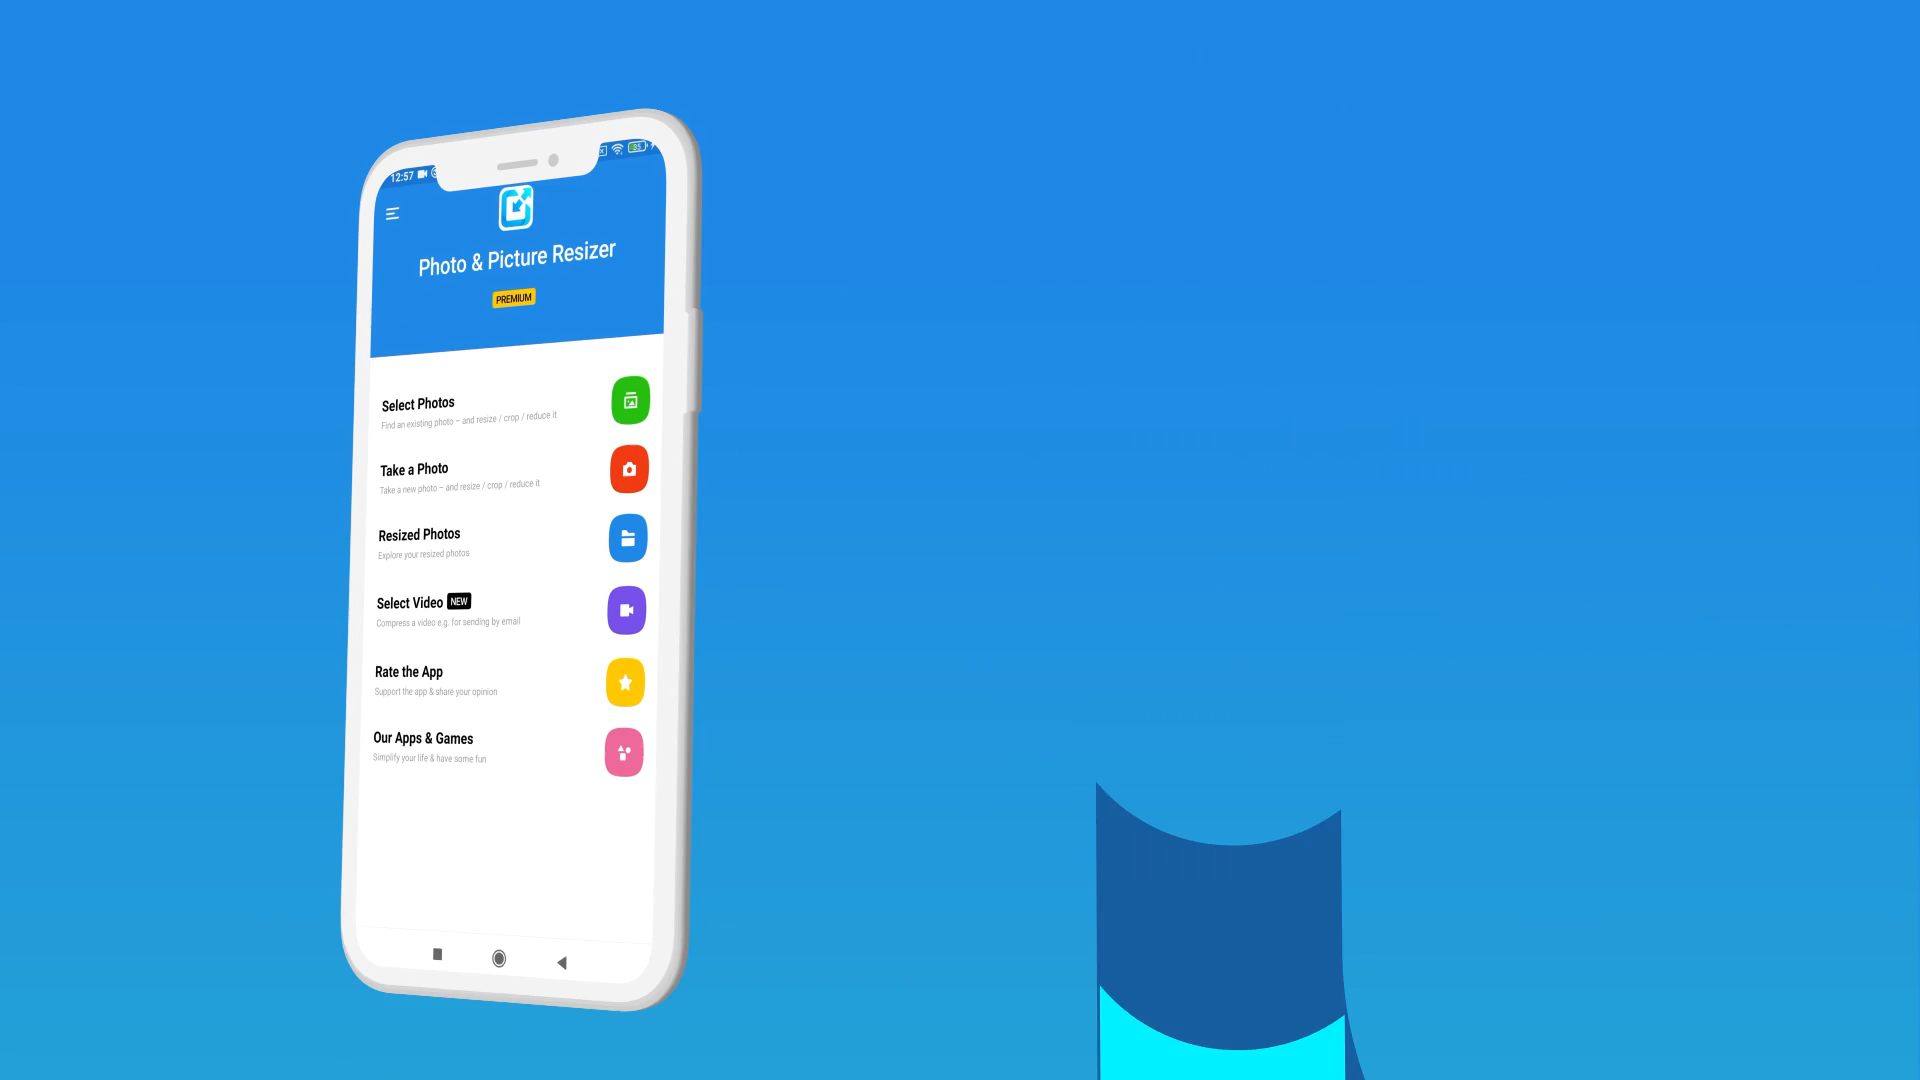 12:57
35
Photo & Picture Resizer
PREMIUM
Select Photos
Find an existing photo – and resize / crop / reduce it
Take a Photo
Take a new photo – and resize / crop / reduce it
Resized Photos
Explore your resized photos
Select Video NEW
Compress a video e.g. for sending by email
Rate the App
Support the app & share your opinion
Our Apps & Games
Simplify your life & have some fun